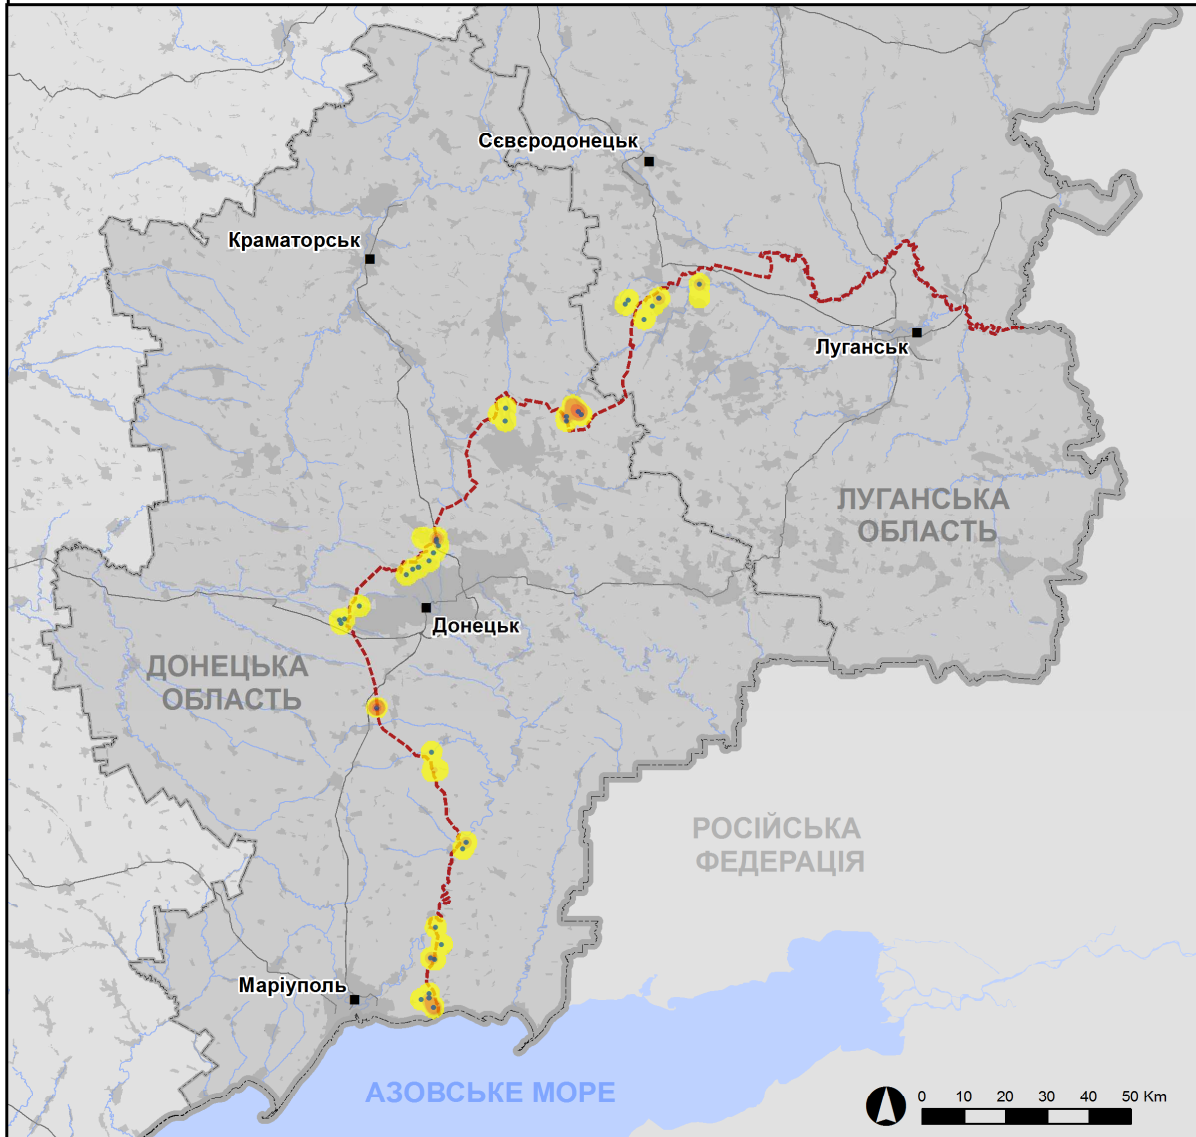 Сєвєродонецьк
Краматорськ
Луганськ
ЛУГАНСЬКА
ОБЛАСТЬ
Донецьк
ДОНЕЦЬКА
ОБЛАСТЬ
РОСІЙСЬКА
ФЕДЕРАЦІЯ
Маріуполь
АЗОВСЬКЕ МОРЕ
0 10 20 30 40 50 Km